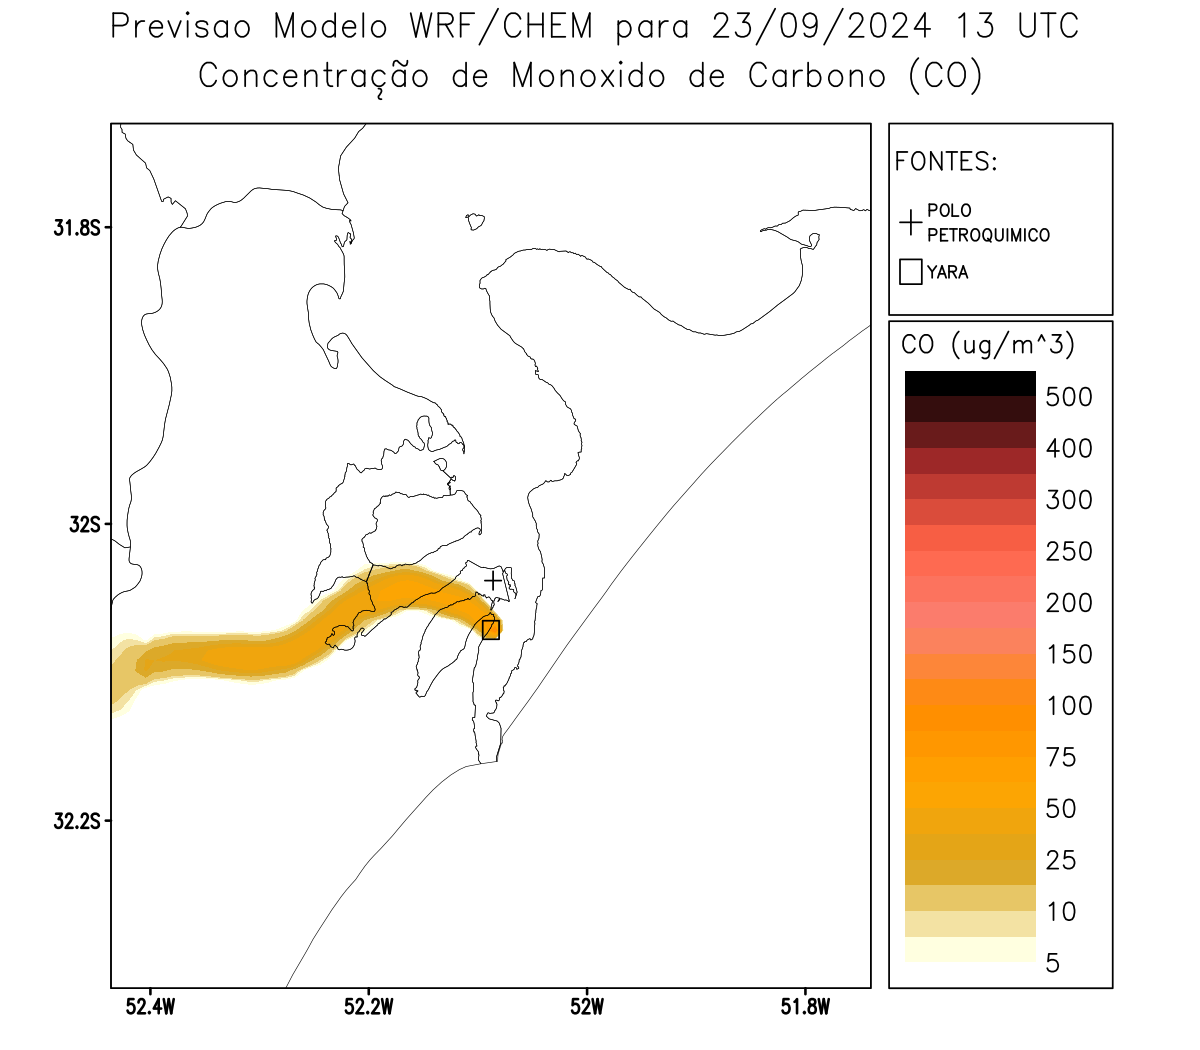 Previsao Modelo WRF/CHEM para 23/09/2024 13 UTC
Concentração de Monoxido de Carbono (CO)
FONTES:
POLO
PETROQUIMICO
YARA
CO (ug/m^3)
500
400
300
250
200
150
100
75
50
25
10
5
31.8S
32S
32.2S
52.4W
52.2W
52W
51.8W